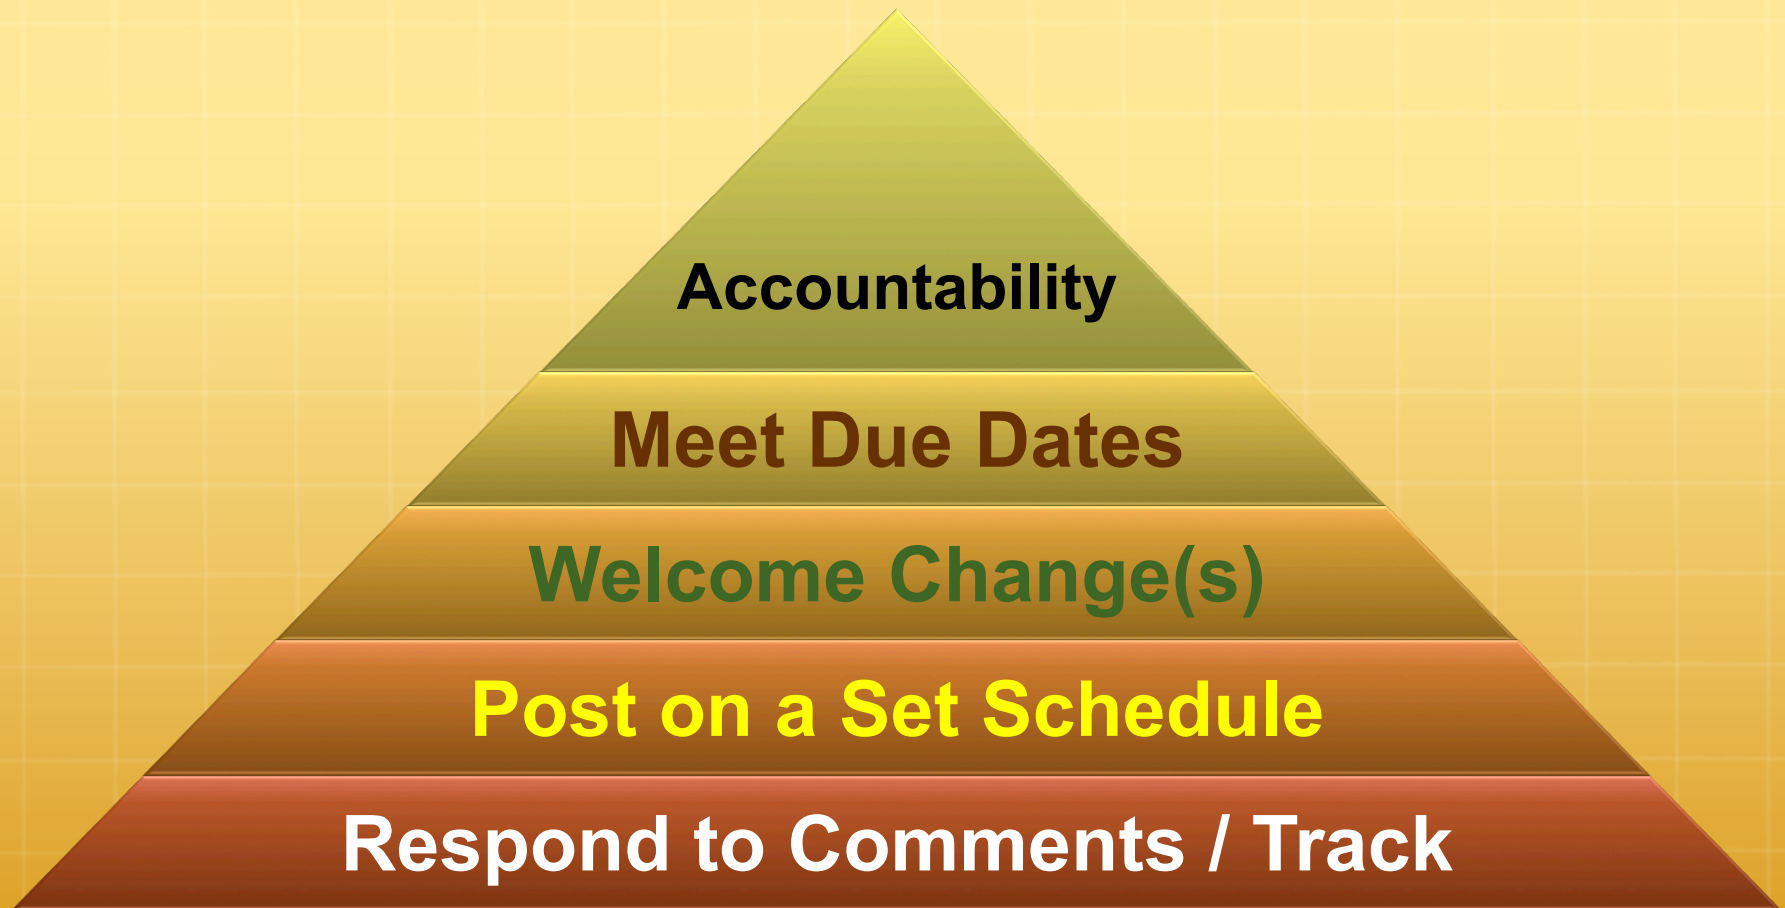 Accountability
Meet Due Dates
Welcome Change(s)
Post on a Set Schedule
Respond to Comments / Track